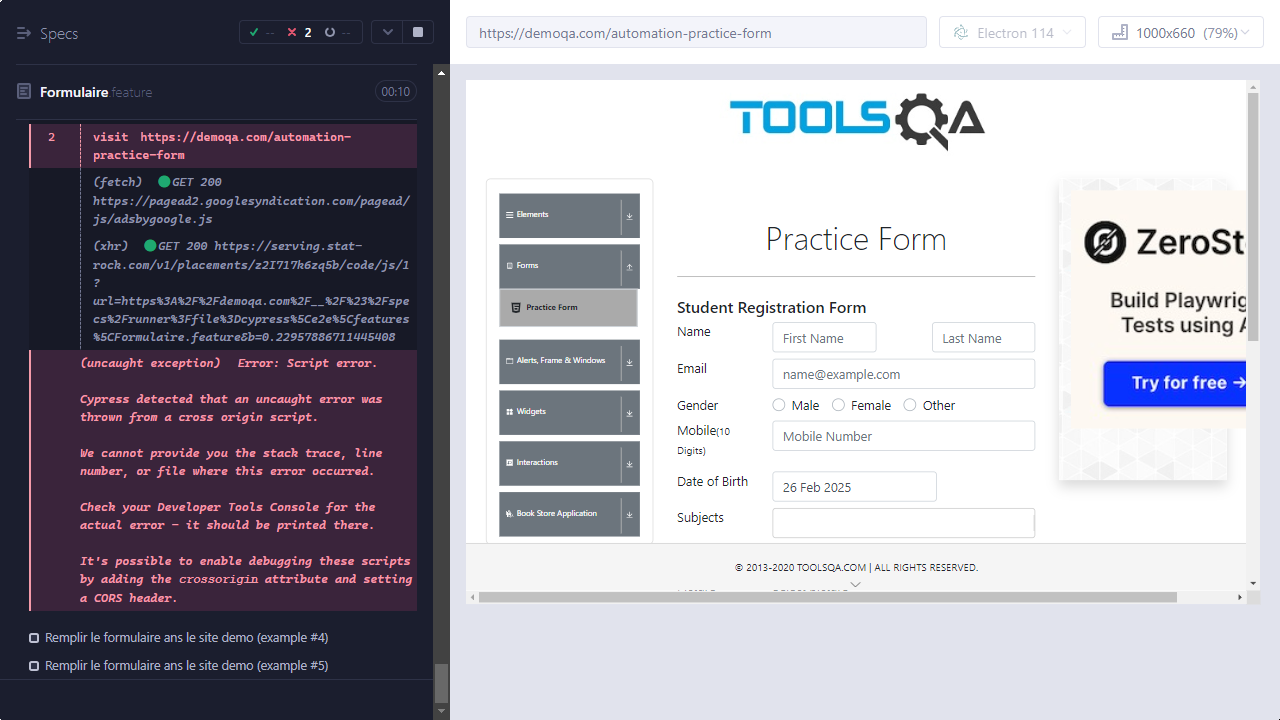 Specs
-- 2 --
Formulaire feature
00:10
2 visit https://demoqa.com/automation-
practice-form
(fetch) GET 200
https://pagead2.googlesyndication.com/pagead/
js/adsbygoogle.js
(xhr) GET 200 https://serving.stat-
rock.com/v1/placements/z2I717k6zq5b/code/js/1
?
url=https%3A%2F%2Fdemoqa.com%2F__%2F%23%2Fspe
cs%2Frunner%3Ffile%3Dcypress%5Ce2e%5Cfeatures
%5CFormulaire.feature&b=0.22957886711445408
(uncaught exception) Error: Script error.
Cypress detected that an uncaught error was
thrown from a cross origin script.
We cannot provide you the stack trace, line
number, or file where this error occurred.
Check your Developer Tools Console for the
actual error - it should be printed there.
It's possible to enable debugging these scripts
by adding the crossorigin attribute and setting
a CORS header.
Remplir le formulaire ans le site demo (example #4)
Remplir le formulaire ans le site demo (example #5)
https://demoqa.com/automation-practice-form
Electron 114
1000x660 (79%)
TOOLSQA
Elements
Forms
Practice Form
Alerts, Frame & Windows
Widgets
Interactions
Book Store Application
Practice Form
Student Registration Form
Name First Name Last Name
Email name@example.com
Gender Male Female Other
Mobile(10
Digits) Mobile Number
Date of Birth 26 Feb 2025
Subjects
ZeroSt
Build Playwrig
Tests using A
Try for free →
© 2013-2020 TOOLSQA.COM | ALL RIGHTS RESERVED.